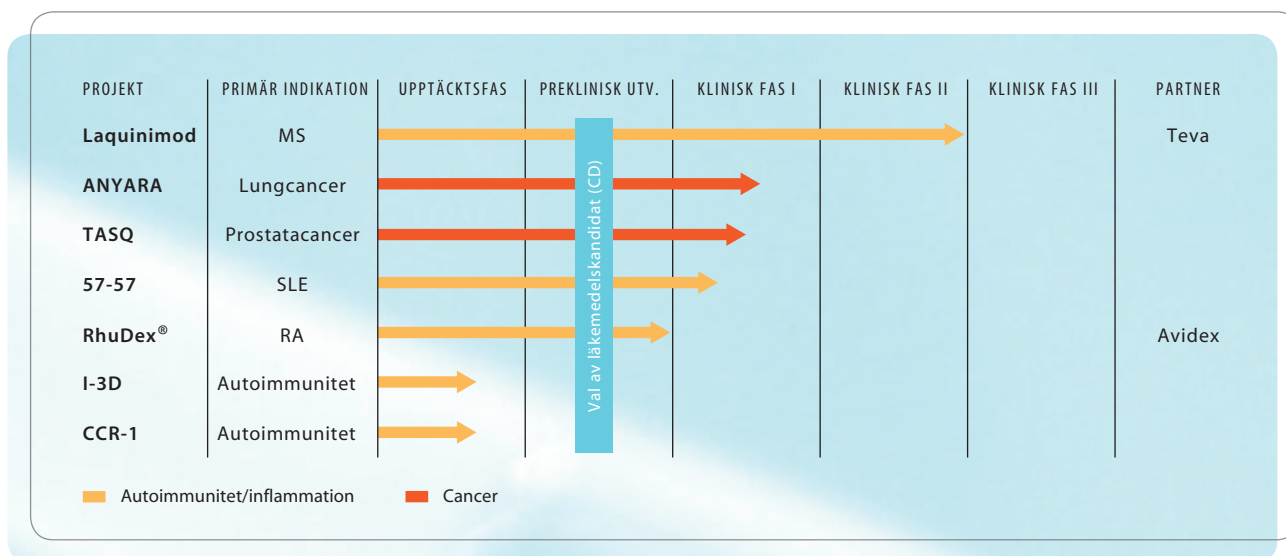 PROJEKT PRIMÄR INDIKATION UPPTÄCKTSFAS PREKLINISK UTV. KLINISK FAS I KLINISK FAS II KLINISK FAS III PARTNER
Laquinimod MS Teva
ANYARA Lungcancer
TASQ Prostatacancer
57-57 SLE
RhuDex® RA Avidex
I-3D Autoimmunitet
CCR-1 Autoimmunitet
Val av läkemedelskandidat (CD)
Autoimmunitet/inflammation Cancer